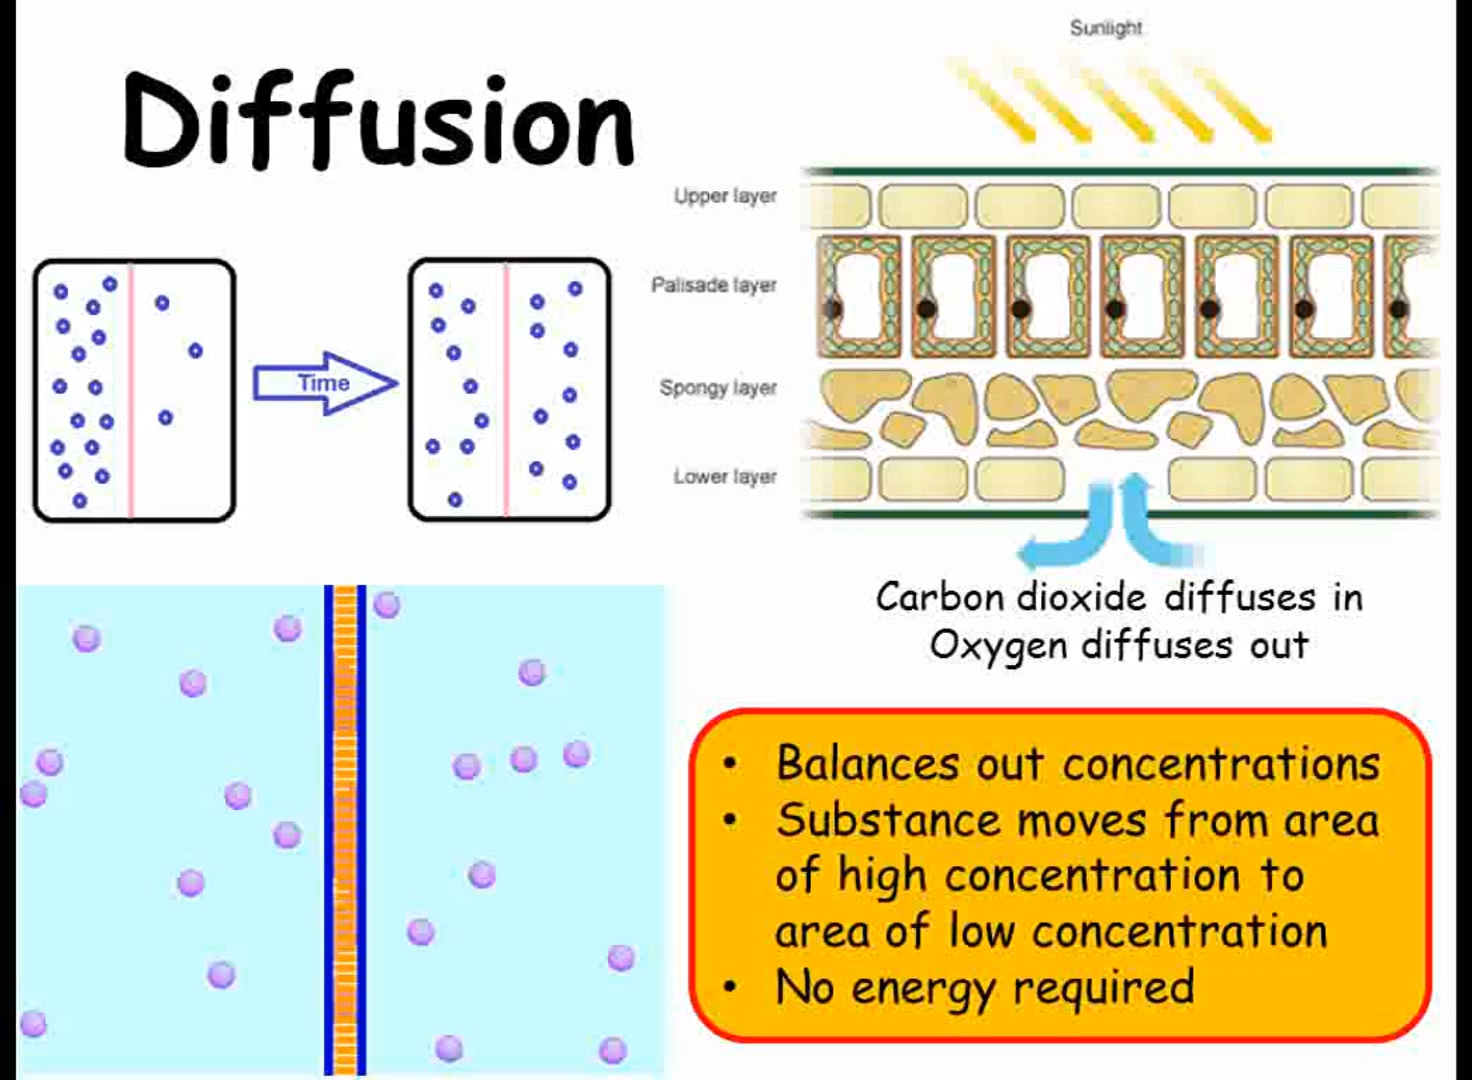 Diffusion
Sunlight
Upper layer
Palisade layer
Spongy layer
Lower layer
Time
Carbon dioxide diffuses in
Oxygen diffuses out
• Balances out concentrations
• Substance moves from area
of high concentration to
area of low concentration
• No energy required